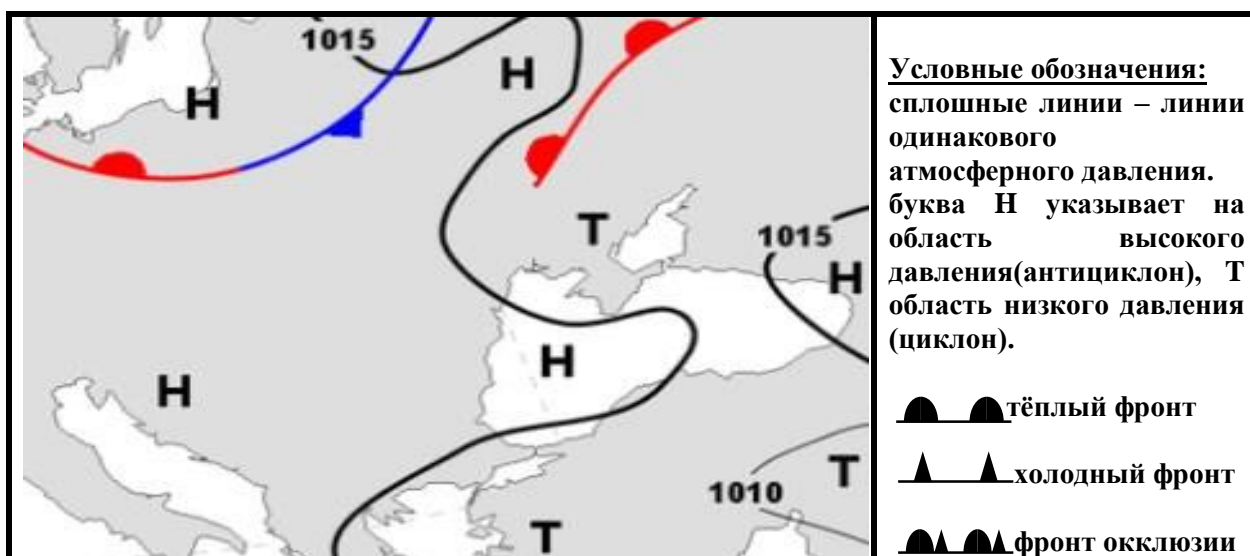 1015
H
H
T
1015
H
H
H
1010
T
T
Условные обозначения:
сплошные линии – линии
одинакового
атмосферного давления.
буква Н указывает на
область высокого
давления(антициклон), Т
область низкого давления
(циклон).
тёплый фронт
холодный фронт
фронт окклюзии